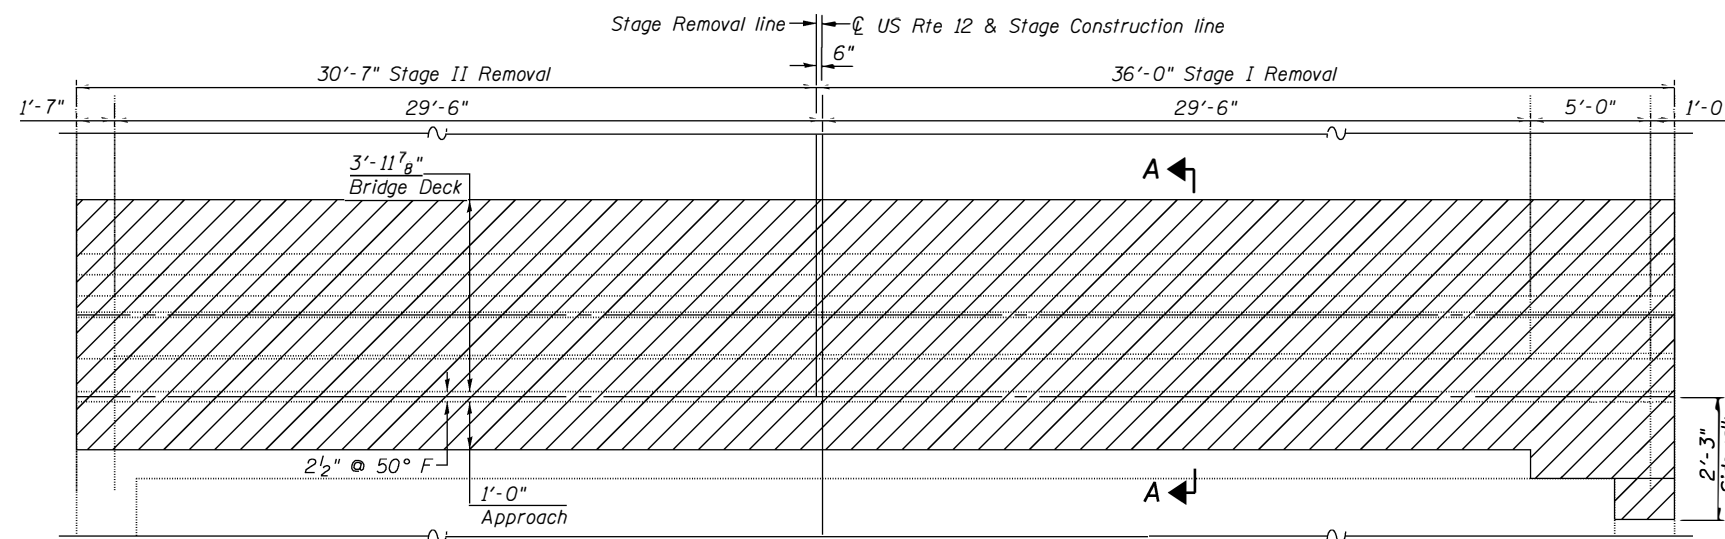 Stage Removal line
℄ US Rte 12 & Stage Construction line
6"
30'-7" Stage II Removal
36'-0" Stage I Removal
1'-7"
29'-6"
29'-6"
5'-0"
1'-0
3'-11⅞"
Bridge Deck
A
2½" @ 50° F
1'-0"
Approach
A
2'-3"